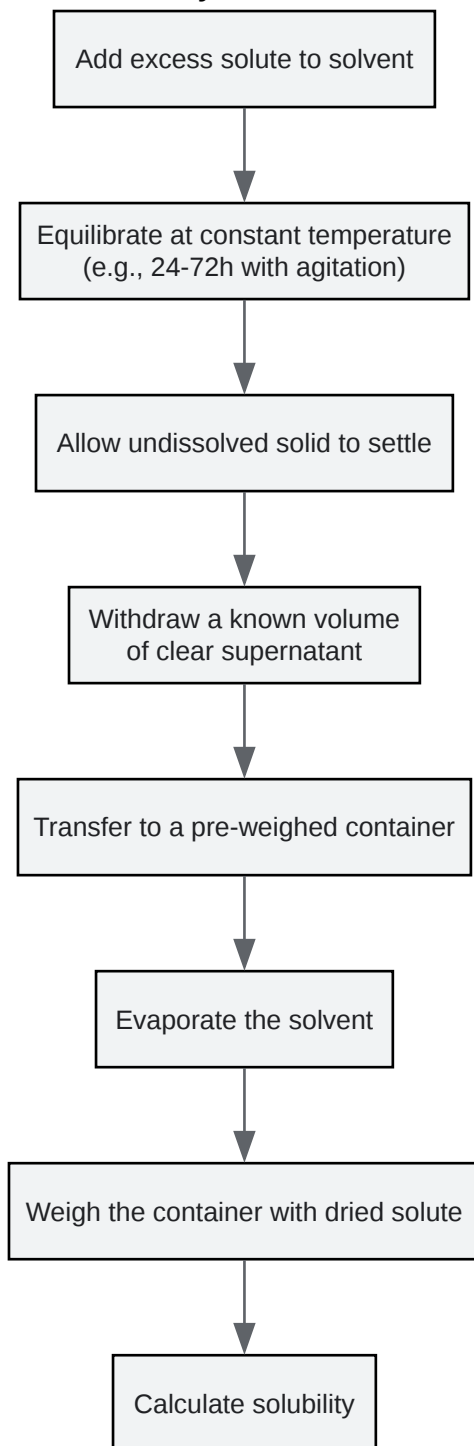 Add excess solute to solvent
Equilibrate at constant temperature
(e.g., 24-72h with agitation)
Allow undissolved solid to settle
Withdraw a known volume
of clear supernatant
Transfer to a pre-weighed container
Evaporate the solvent
Weigh the container with dried solute
Calculate solubility